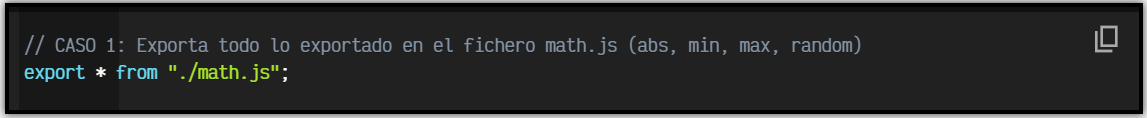 // CASO 1: Exporta todo lo exportado en el fichero math.js (abs, min, max, random)
export * from "./math.js";